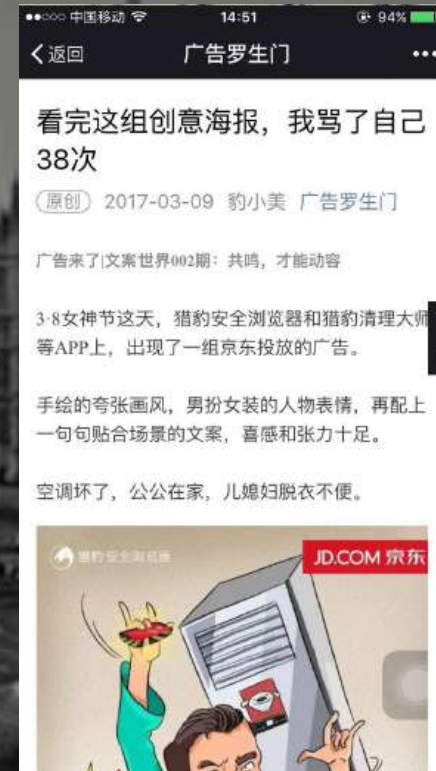 中国移动 14:51 94%
返回 广告罗生门
看完这组创意海报，我骂了自己
38次
原创 2017-03-09 豹小美 广告罗生门
广告来了|文案世界002期：共鸣，才能动容
3·8女神节这天，猎豹安全浏览器和猎豹清理大师
等APP上，出现了一组京东投放的广告。
手绘的夸张画风，男扮女装的人物表情，再配上
一句句贴合场景的文案，喜感和张力十足。
空调坏了，公公在家，儿媳妇脱衣不便。
猎豹安全浏览器 JD.COM 京东